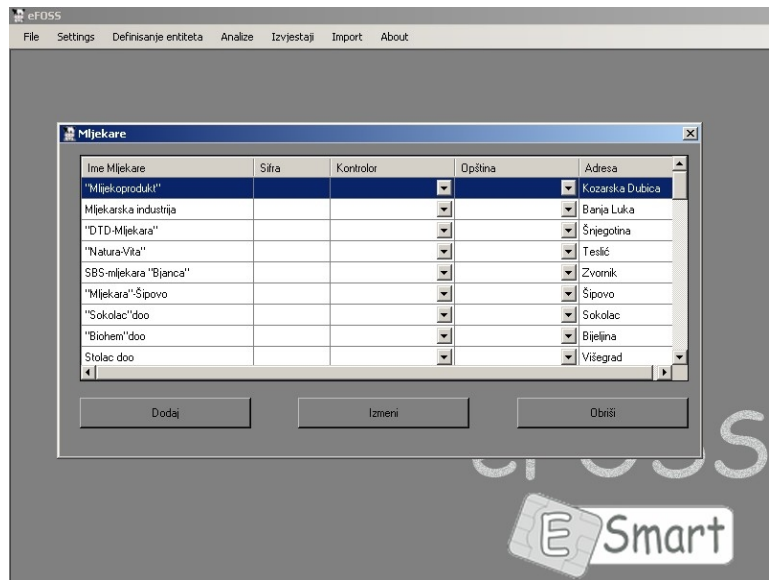 eFOSS
File Settings Definisanje entiteta Analize Izvjestaji Import About
Mljekare
Ime Mljekare Sifra Kontrolor Opština Adresa
"Mlijekoprodukt" Kozarska Dubica
Mljekarska industrija Banja Luka
"DTD-Mljekara" Šnjegotina
"Natura-Vita" Teslić
SBS-mljekara "Bjanca" Zvornik
"Mljekara"-Šipovo Šipovo
"Sokolac"doo Sokolac
"Biohem"doo Bijeljina
Stolac doo Višegrad
Dodaj Izmeni Obriši
eFOSS
E Smart